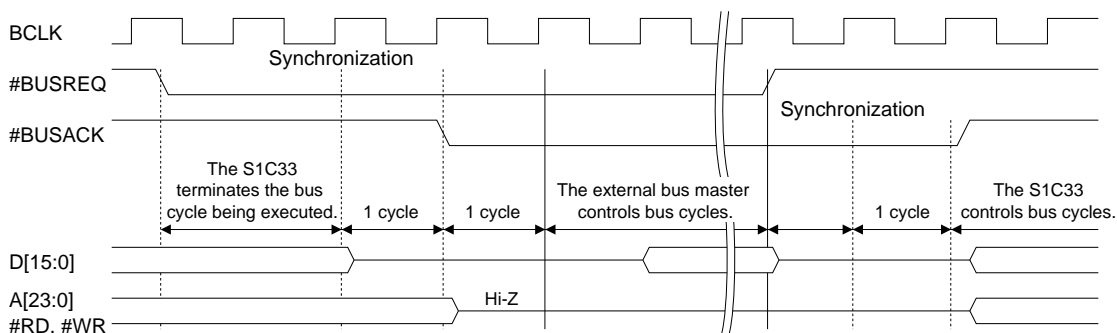 BCLK
Synchronization
#BUSREQ
Synchronization
#BUSACK
The S1C33
terminates the bus
cycle being executed.
1 cycle
1 cycle
The external bus master
controls bus cycles.
1 cycle
The S1C33
controls bus cycles.
D[15:0]
A[23:0]
Hi-Z
#RD, #WR